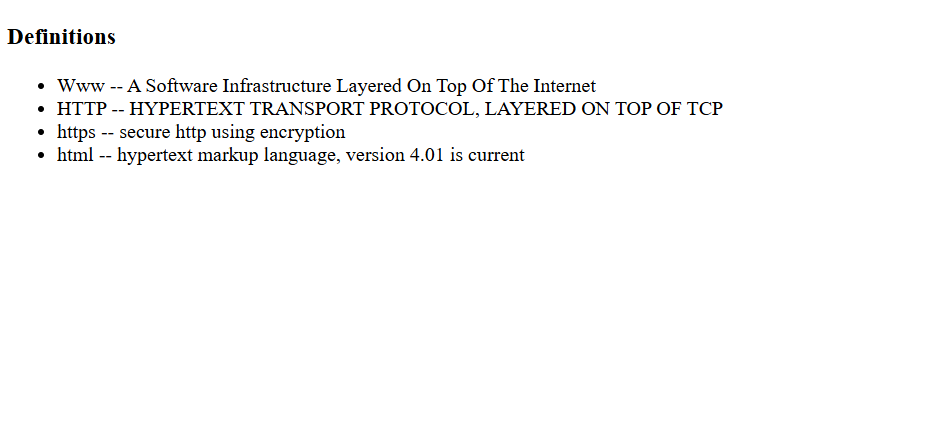 Definitions
• Www -- A Software Infrastructure Layered On Top Of The Internet
• HTTP -- HYPERTEXT TRANSPORT PROTOCOL, LAYERED ON TOP OF TCP
• https -- secure http using encryption
• html -- hypertext markup language, version 4.01 is current